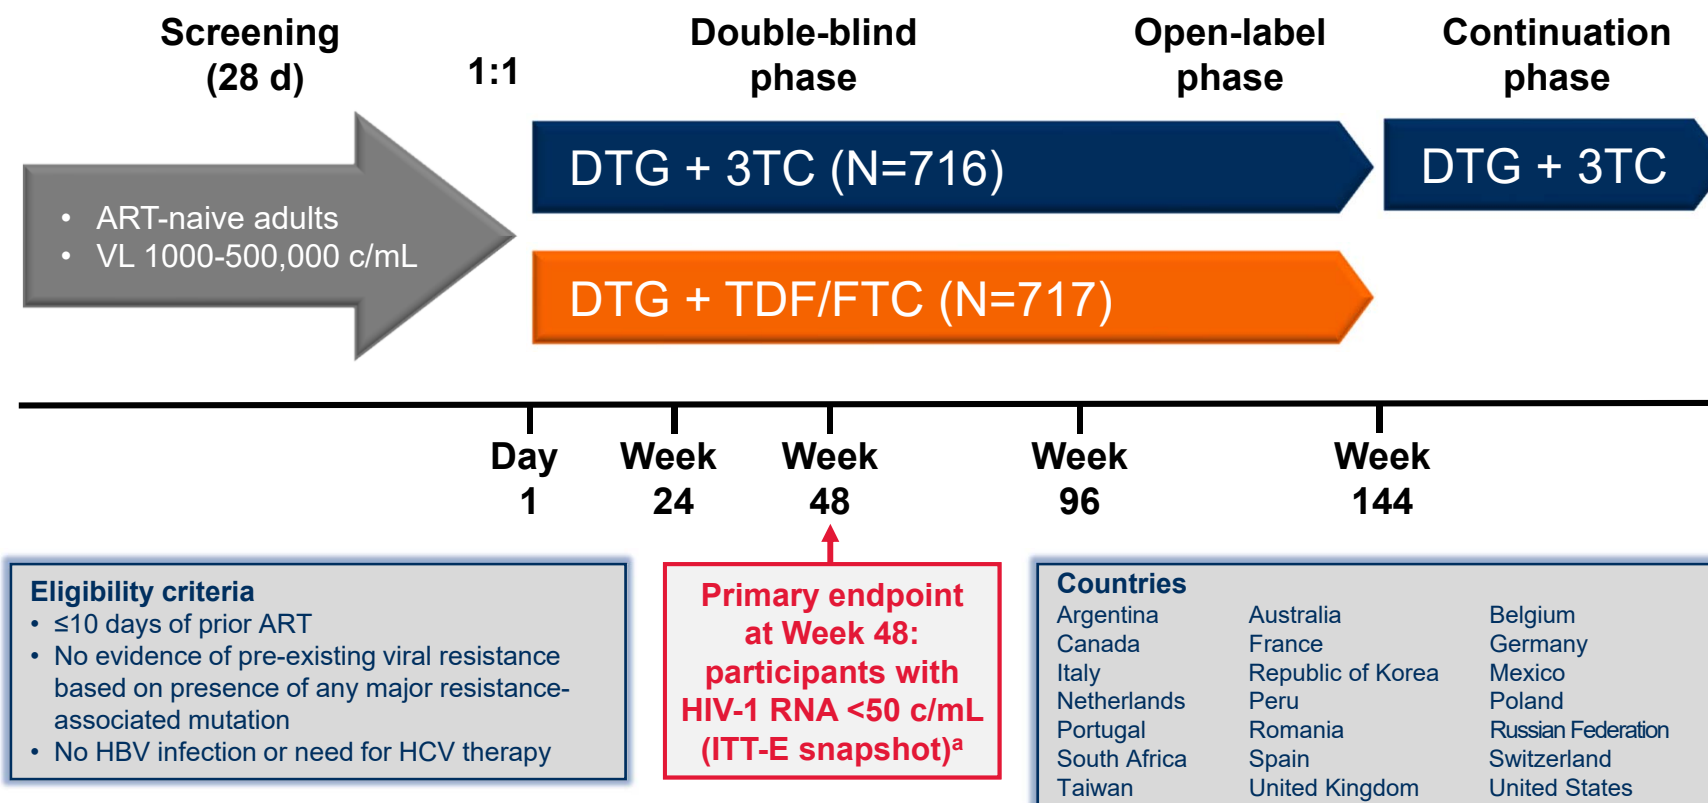 Screening
(28 d)
1:1
Double-blind
phase
Open-label
phase
Continuation
phase
• ART-naive adults
• VL 1000-500,000 c/mL
DTG + 3TC (N=716)
DTG + 3TC
DTG + TDF/FTC (N=717)
Day
1
Week
24
Week
48
Week
96
Week
144
Eligibility criteria
• ≤10 days of prior ART
• No evidence of pre-existing viral resistance
based on presence of any major resistance-
associated mutation
• No HBV infection or need for HCV therapy
Primary endpoint
at Week 48:
participants with
HIV-1 RNA <50 c/mL
(ITT-E snapshot)ᵃ
Countries
Argentina Australia Belgium
Canada France Germany
Italy Republic of Korea Mexico
Netherlands Peru Poland
Portugal Romania Russian Federation
South Africa Spain Switzerland
Taiwan United Kingdom United States